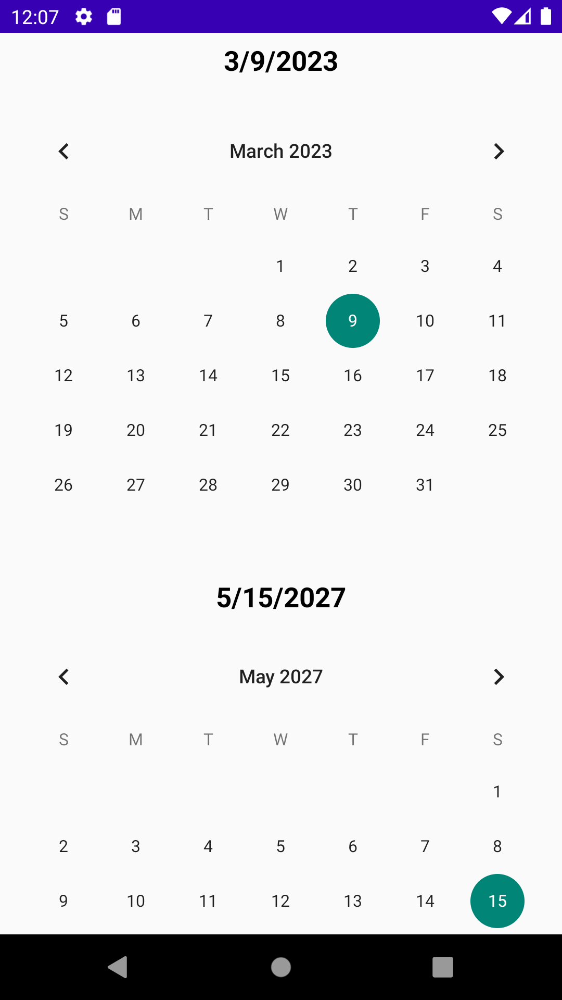 12:07
3/9/2023
March 2023
S M T W T F S
1 2 3 4
5 6 7 8 9 10 11
12 13 14 15 16 17 18
19 20 21 22 23 24 25
26 27 28 29 30 31
5/15/2027
May 2027
S M T W T F S
1
2 3 4 5 6 7 8
9 10 11 12 13 14 15